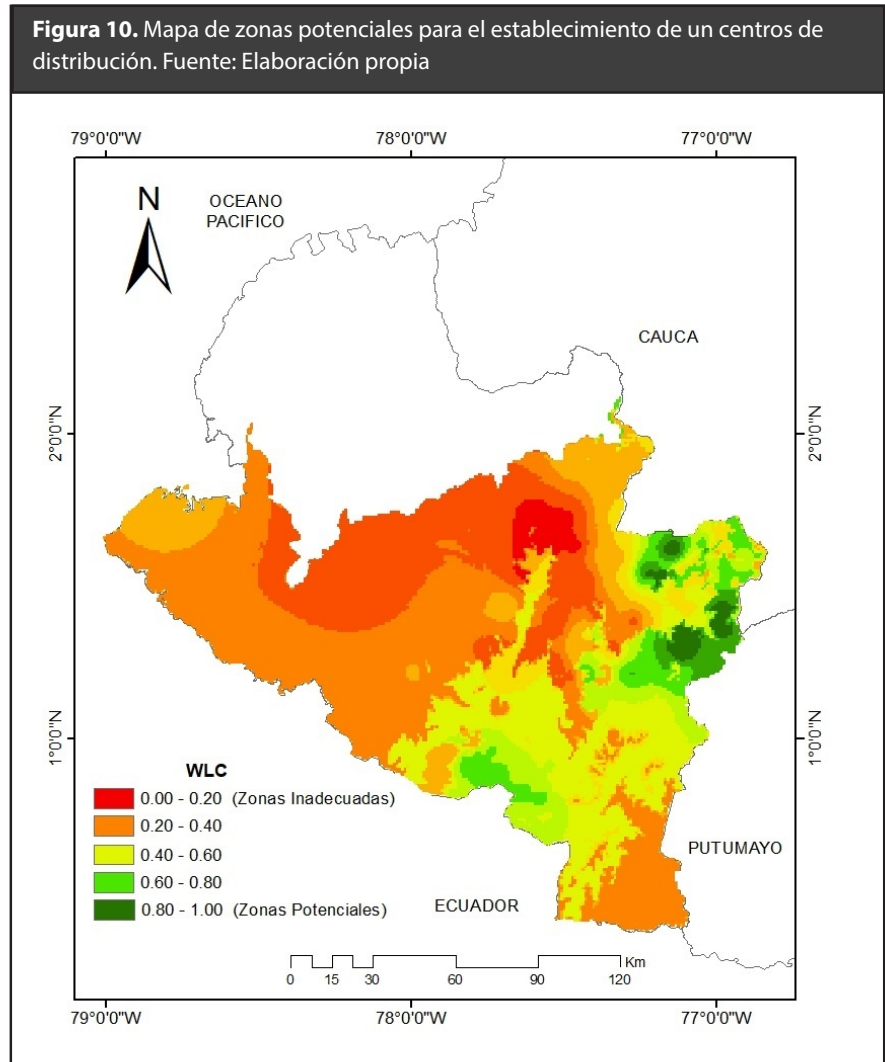 Figura 10. Mapa de zonas potenciales para el establecimiento de un centros de
distribución. Fuente: Elaboración propia
79°0'0"W 78°0'0"W 77°0'0"W
N
OCEANO
PACIFICO
CAUCA
2°0'0"N 2°0'0"N
1°0'0"N 1°0'0"N
WLC
0.00 - 0.20 (Zonas Inadecuadas)
0.20 - 0.40
0.40 - 0.60
0.60 - 0.80
0.80 - 1.00 (Zonas Potenciales)
PUTUMAYO
ECUADOR
Km
0 15 30 60 90 120
79°0'0"W 78°0'0"W 77°0'0"W